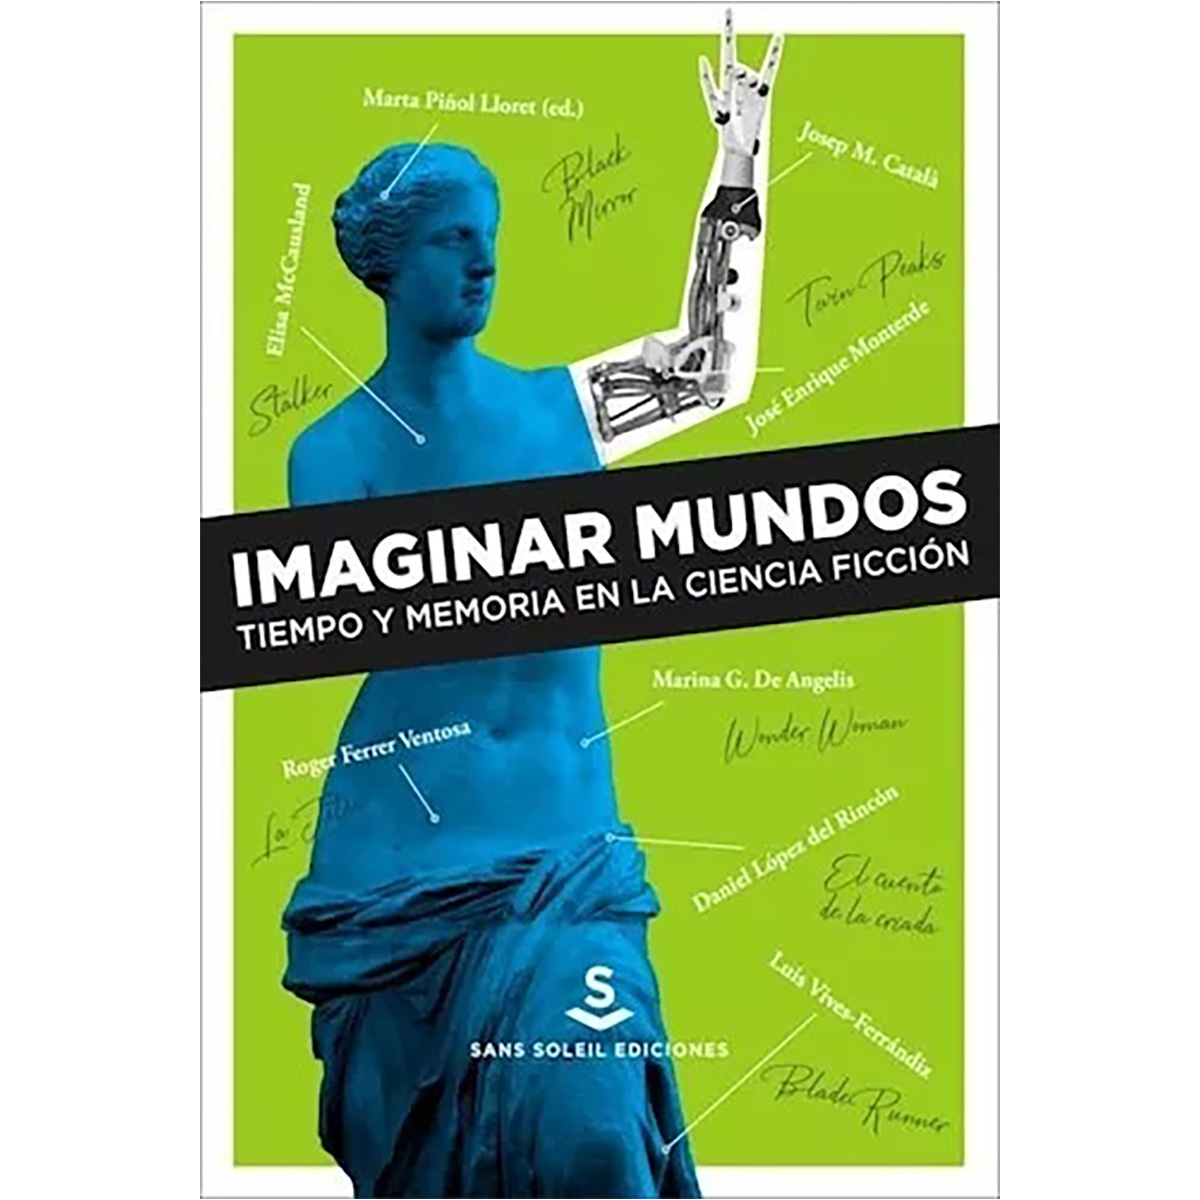 Marta Piñol Lloret (ed.)
Black
Mirror
Josep M. Català
Elisa McCausland
Twin Peaks
José Enrique Monterde
Stalker
IMAGINAR MUNDOS
TIEMPO Y MEMORIA EN LA CIENCIA FICCIÓN
Marina G. De Angelis
Wonder Woman
Roger Ferrer Ventosa
La
Daniel López del Rincón
El cuento
de la criada
Luis Vives-Ferrándiz
S
SANS SOLEIL EDICIONES
Blade Runner